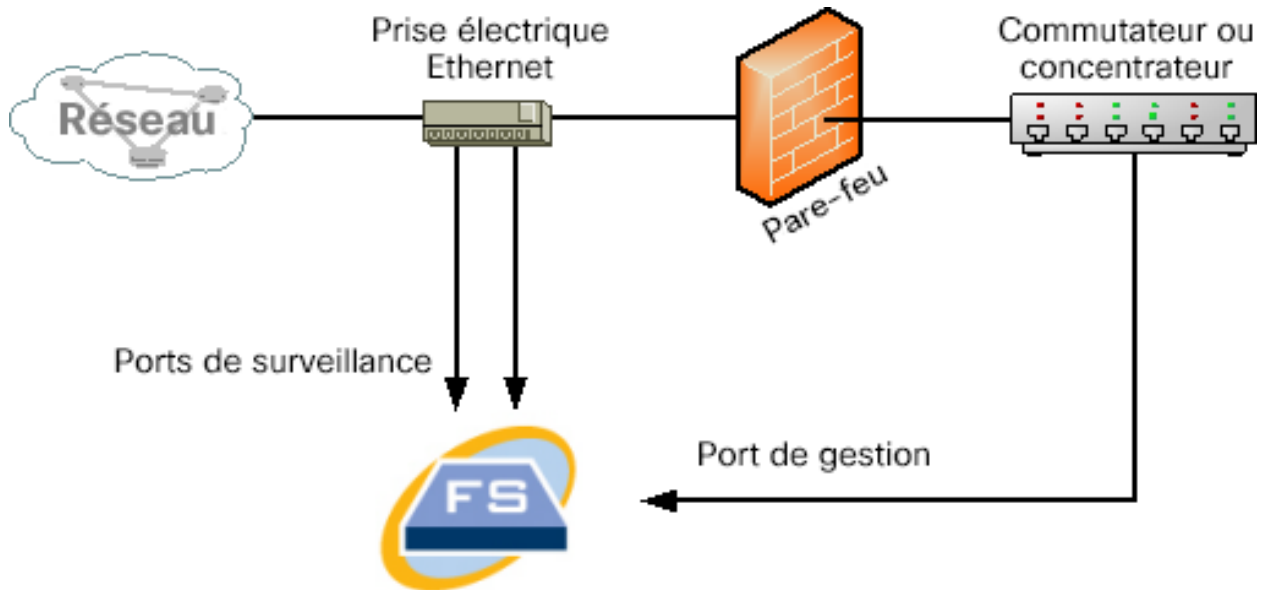 Prise électrique
Ethernet
Commutateur ou
concentrateur
Réseau
Pare-feu
Ports de surveillance
Port de gestion
FS